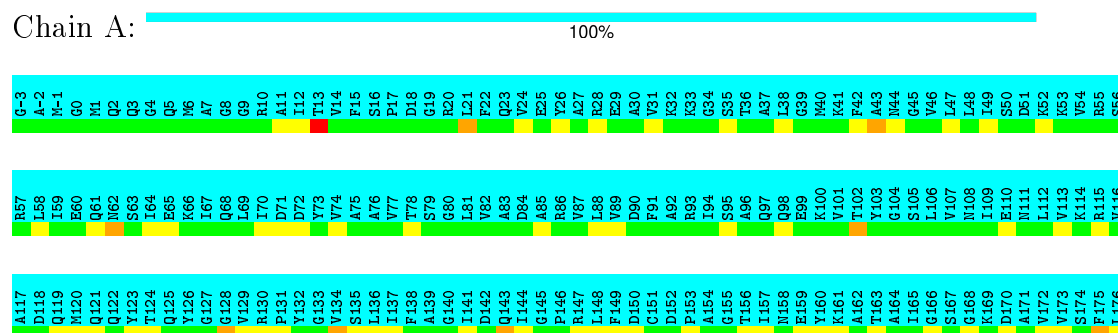 Chain A:
100%
G-3 A-2 M-1 G0 M1 Q2 Q3 G4 Q5 M6 A7 G8 G9 R10 A11 I12 T13 V14 F15 S16 P17 D18 G19 R20 L21 F22 Q23 V24 E25 Y26 A27 R28 E29 A30 V31 K32 K33 G34 S35 T36 A37 L38 G39 M40 K41 F42 A43 N44 G45 V46 L47 L48 I49 S50 D51 K52 K53 V54 R55 S56
R57 L58 I59 E60 Q61 N62 S63 I64 E65 K66 I67 Q68 L69 I70 D71 D72 Y73 V74 A75 A76 V77 T78 S79 G80 L81 V82 A83 D84 A85 R86 V87 L88 V89 D90 F91 A92 R93 I94 S95 A96 Q97 Q98 E99 K100 V101 T102 Y103 G104 S105 L106 V107 N108 I109 E110 N111 L112 V113 K114 R115 V116
A117 D118 Q119 M120 Q121 Q122 Y123 T124 Q125 Y126 G127 G128 V129 R130 P131 Y132 G133 V134 S135 L136 I137 F138 A139 G140 I141 D142 Q143 I144 G145 P146 R147 L148 F149 D150 C151 D152 P153 A154 G155 T156 I157 N158 E159 Y160 K161 A162 T163 A164 I165 G166 S167 G168 K169 D170 A171 V172 V173 S174 F175